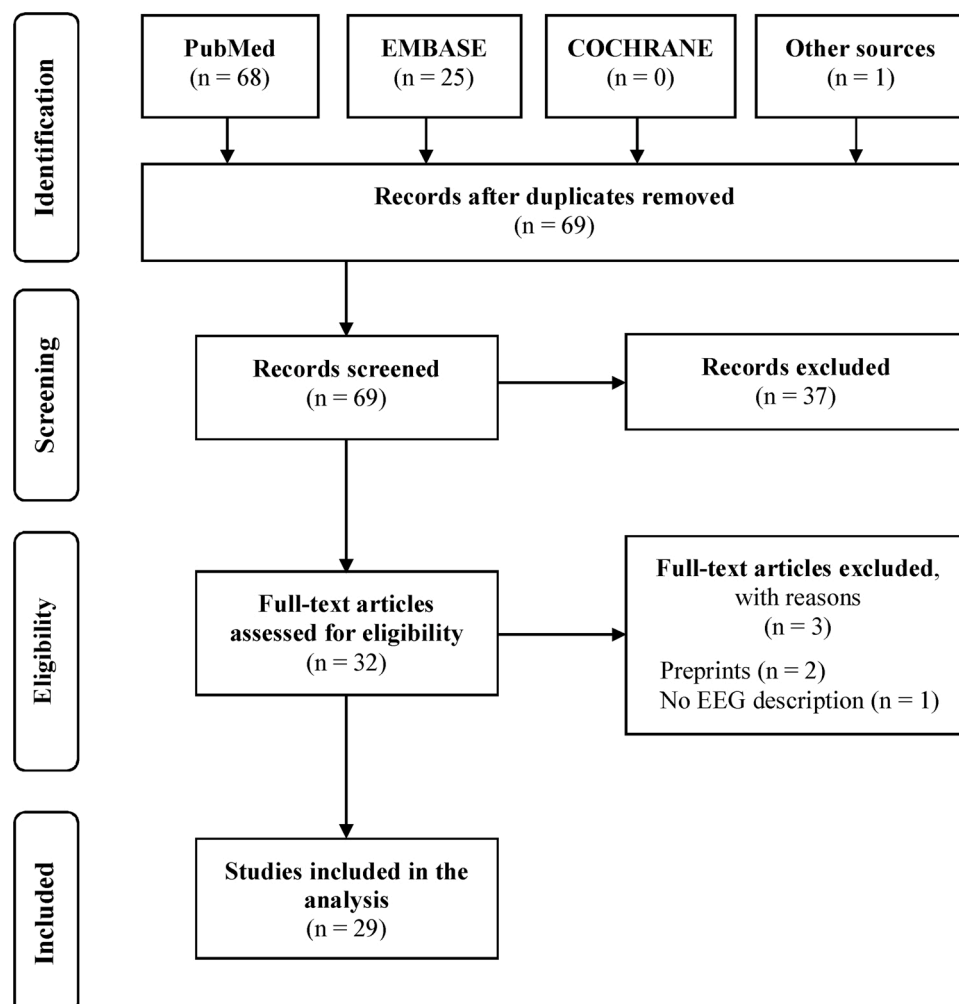 Identification
PubMed
(n = 68)
EMBASE
(n = 25)
COCHRANE
(n = 0)
Other sources
(n = 1)
Records after duplicates removed
(n = 69)
Screening
Records screened
(n = 69)
Records excluded
(n = 37)
Eligibility
Full-text articles
assessed for eligibility
(n = 32)
Full-text articles excluded,
with reasons
(n = 3)
Preprints (n = 2)
No EEG description (n = 1)
Included
Studies included in the
analysis
(n = 29)